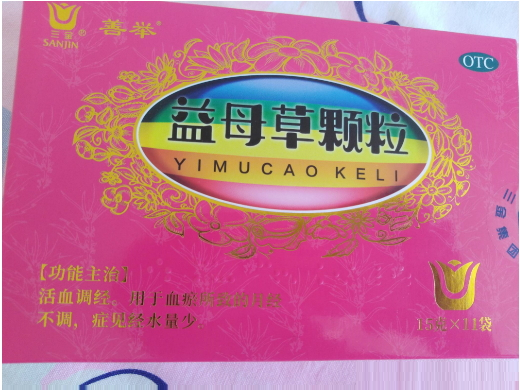 三金®
SANJIN
善举®
OTC
益母草颗粒
YIMUCAO KELI
三金集团
【功能主治】
活血调经。用于血瘀所致的月经
不调，症见经水量少。
15克×11袋